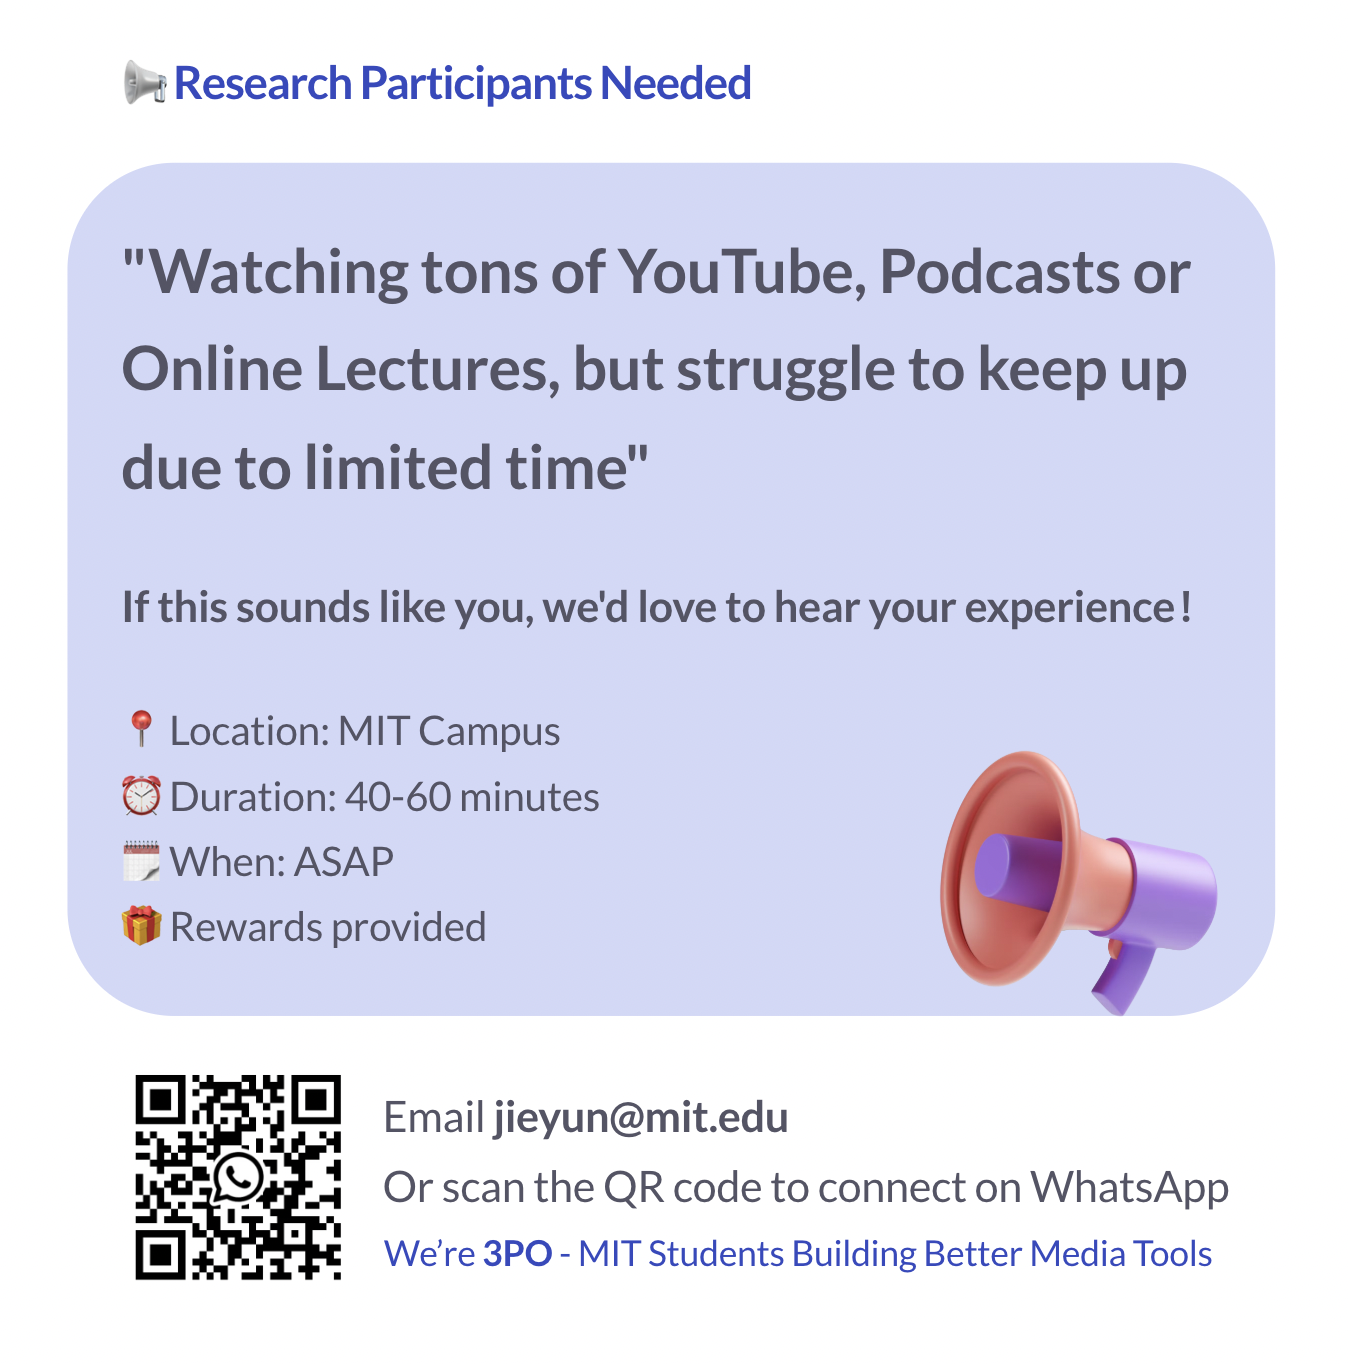 Research Participants Needed
"Watching tons of YouTube, Podcasts or
Online Lectures, but struggle to keep up
due to limited time"
If this sounds like you, we'd love to hear your experience!
Location: MIT Campus
Duration: 40-60 minutes
When: ASAP
Rewards provided
Email jieyun@mit.edu
Or scan the QR code to connect on WhatsApp
We’re 3PO - MIT Students Building Better Media Tools